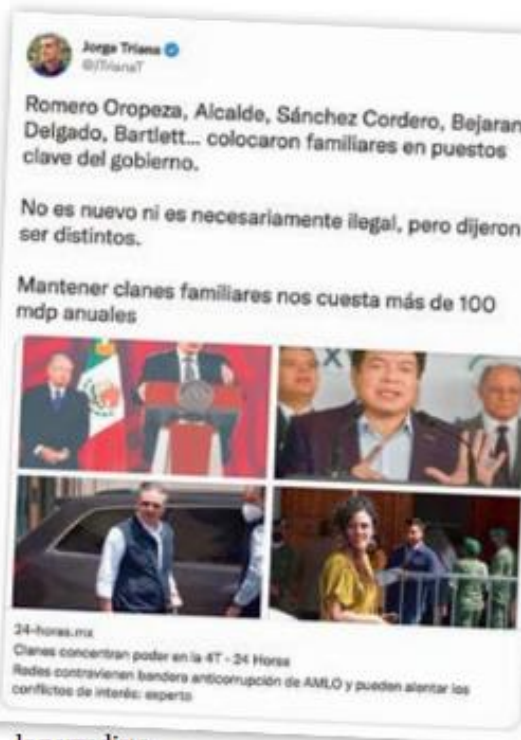 Jorge Triana
@JTrianaT
Romero Oropeza, Alcalde, Sánchez Cordero, Bejaran
Delgado, Bartlett... colocaron familiares en puestos
clave del gobierno.
No es nuevo ni es necesariamente ilegal, pero dijeron
ser distintos.
Mantener clanes familiares nos cuesta más de 100
mdp anuales
24-horas.mx
Clanes concentran poder en la 4T - 24 Horas
Redes contravienen bandera anticorrupción de AMLO y pueden alentar los
conflictos de interés: experto